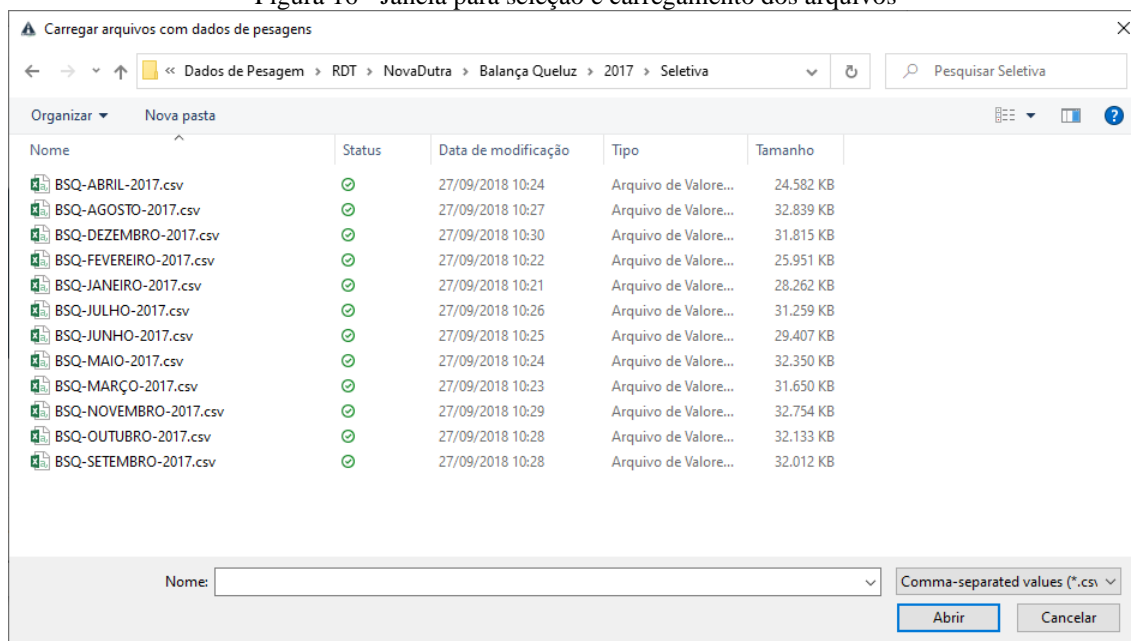 Figura 16 - Janela para seleção e carregamento dos arquivos
Carregar arquivos com dados de pesagens
« Dados de Pesagem › RDT › NovaDutra › Balança Queluz › 2017 › Seletiva
Pesquisar Seletiva
Organizar Nova pasta
Nome Status Data de modificação Tipo Tamanho
BSQ-ABRIL-2017.csv 27/09/2018 10:24 Arquivo de Valore... 24.582 KB
BSQ-AGOSTO-2017.csv 27/09/2018 10:27 Arquivo de Valore... 32.839 KB
BSQ-DEZEMBRO-2017.csv 27/09/2018 10:30 Arquivo de Valore... 31.815 KB
BSQ-FEVEREIRO-2017.csv 27/09/2018 10:22 Arquivo de Valore... 25.951 KB
BSQ-JANEIRO-2017.csv 27/09/2018 10:21 Arquivo de Valore... 28.262 KB
BSQ-JULHO-2017.csv 27/09/2018 10:26 Arquivo de Valore... 31.259 KB
BSQ-JUNHO-2017.csv 27/09/2018 10:25 Arquivo de Valore... 29.407 KB
BSQ-MAIO-2017.csv 27/09/2018 10:24 Arquivo de Valore... 32.350 KB
BSQ-MARÇO-2017.csv 27/09/2018 10:23 Arquivo de Valore... 31.650 KB
BSQ-NOVEMBRO-2017.csv 27/09/2018 10:29 Arquivo de Valore... 32.754 KB
BSQ-OUTUBRO-2017.csv 27/09/2018 10:28 Arquivo de Valore... 32.133 KB
BSQ-SETEMBRO-2017.csv 27/09/2018 10:28 Arquivo de Valore... 32.012 KB
Nome: Comma-separated values (*.csv
Abrir Cancelar